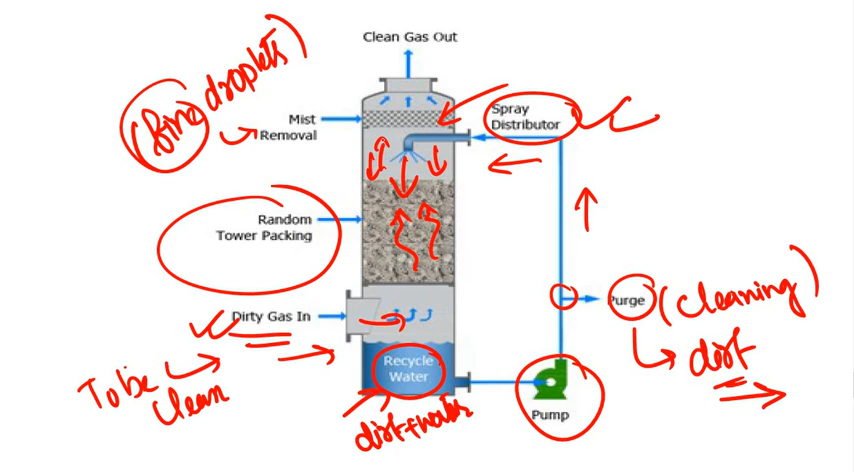 Clean Gas Out
(fine droplets)
Mist
Removal
Spray
Distributor
Random
Tower Packing
Dirty Gas In
Purge
(cleaning)
dirt
To be
clean
Recycle
Water
dirt+water
Pump